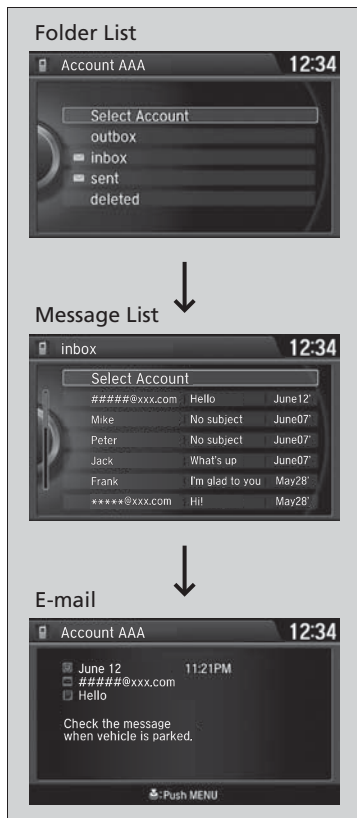 Folder List
Account AAA 12:34
Select Account
outbox
inbox
sent
deleted
Message List
inbox 12:34
Select Account
#####@xxx.com Hello June12'
Mike No subject June07'
Peter No subject June07'
Jack What's up June07'
Frank I'm glad to you May28'
*****@xxx.com Hi! May28'
E-mail
Account AAA 12:34
June 12 11:21PM
#####@xxx.com
Hello
Check the message
when vehicle is parked.
:Push MENU